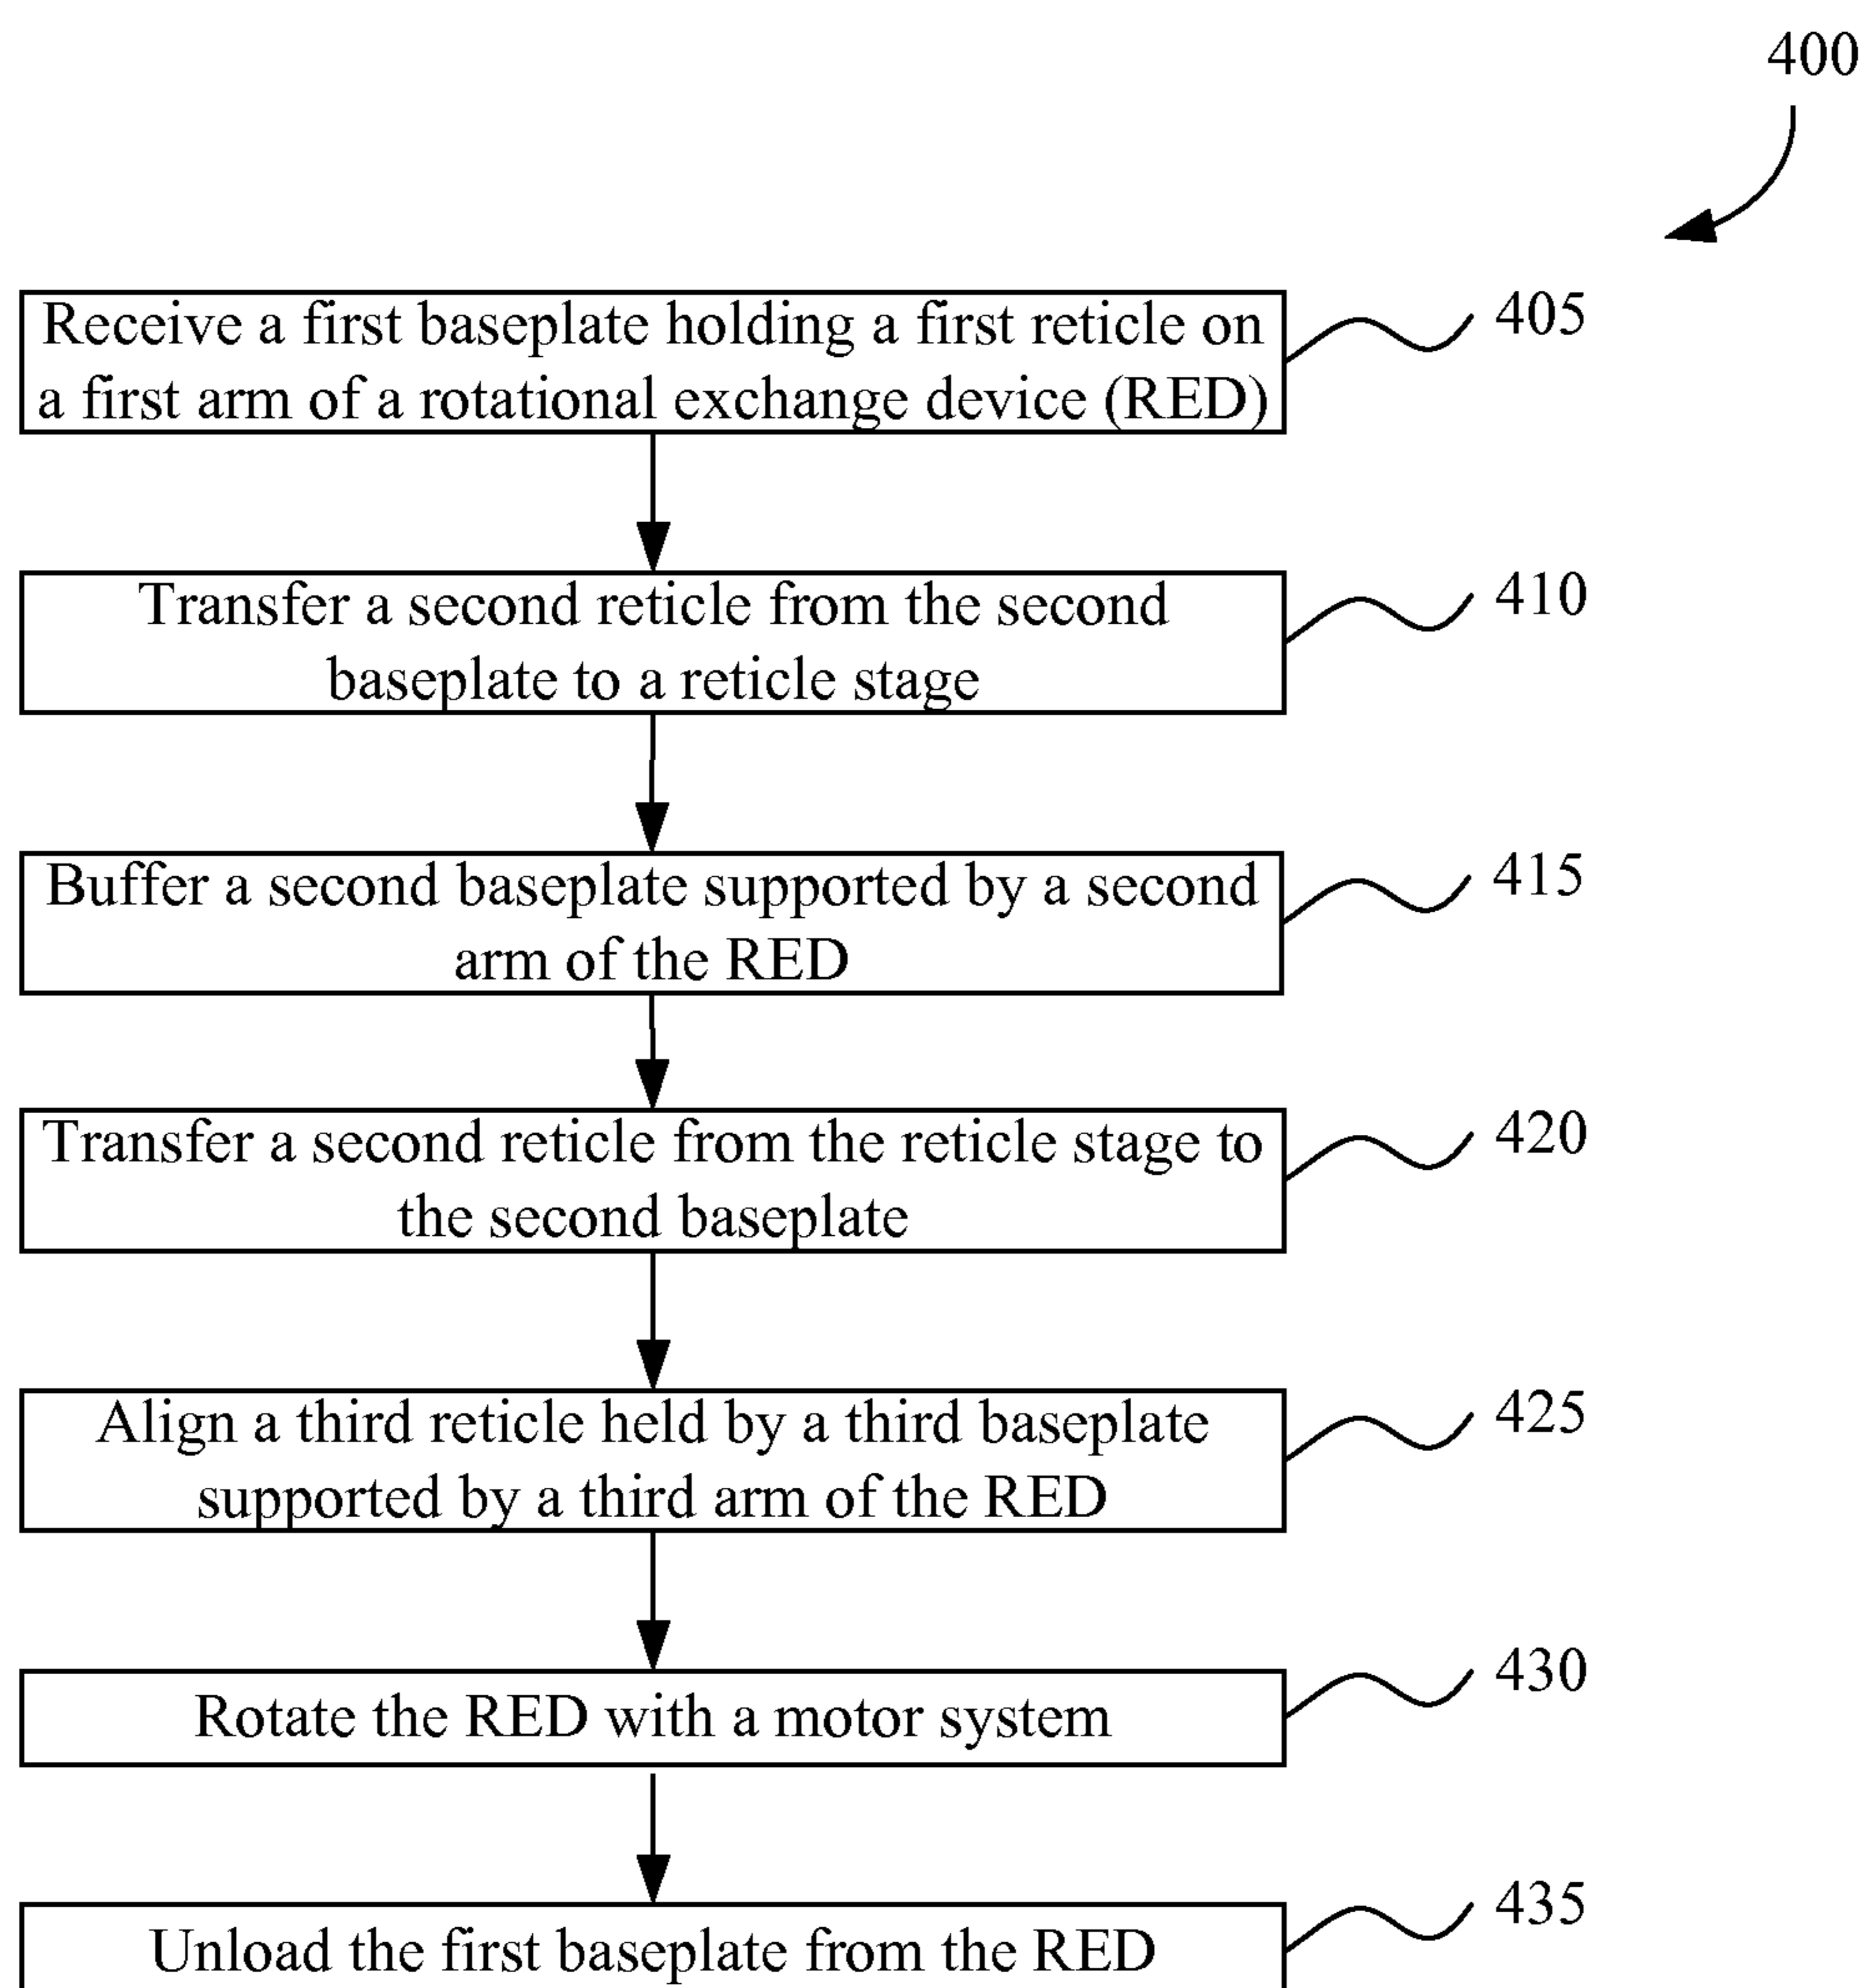 400
Receive a first baseplate holding a first reticle on
a first arm of a rotational exchange device (RED)
405
Transfer a second reticle from the second
baseplate to a reticle stage
410
Buffer a second baseplate supported by a second
arm of the RED
415
Transfer a second reticle from the reticle stage to
the second baseplate
420
Align a third reticle held by a third baseplate
supported by a third arm of the RED
425
Rotate the RED with a motor system
430
Unload the first baseplate from the RED
435